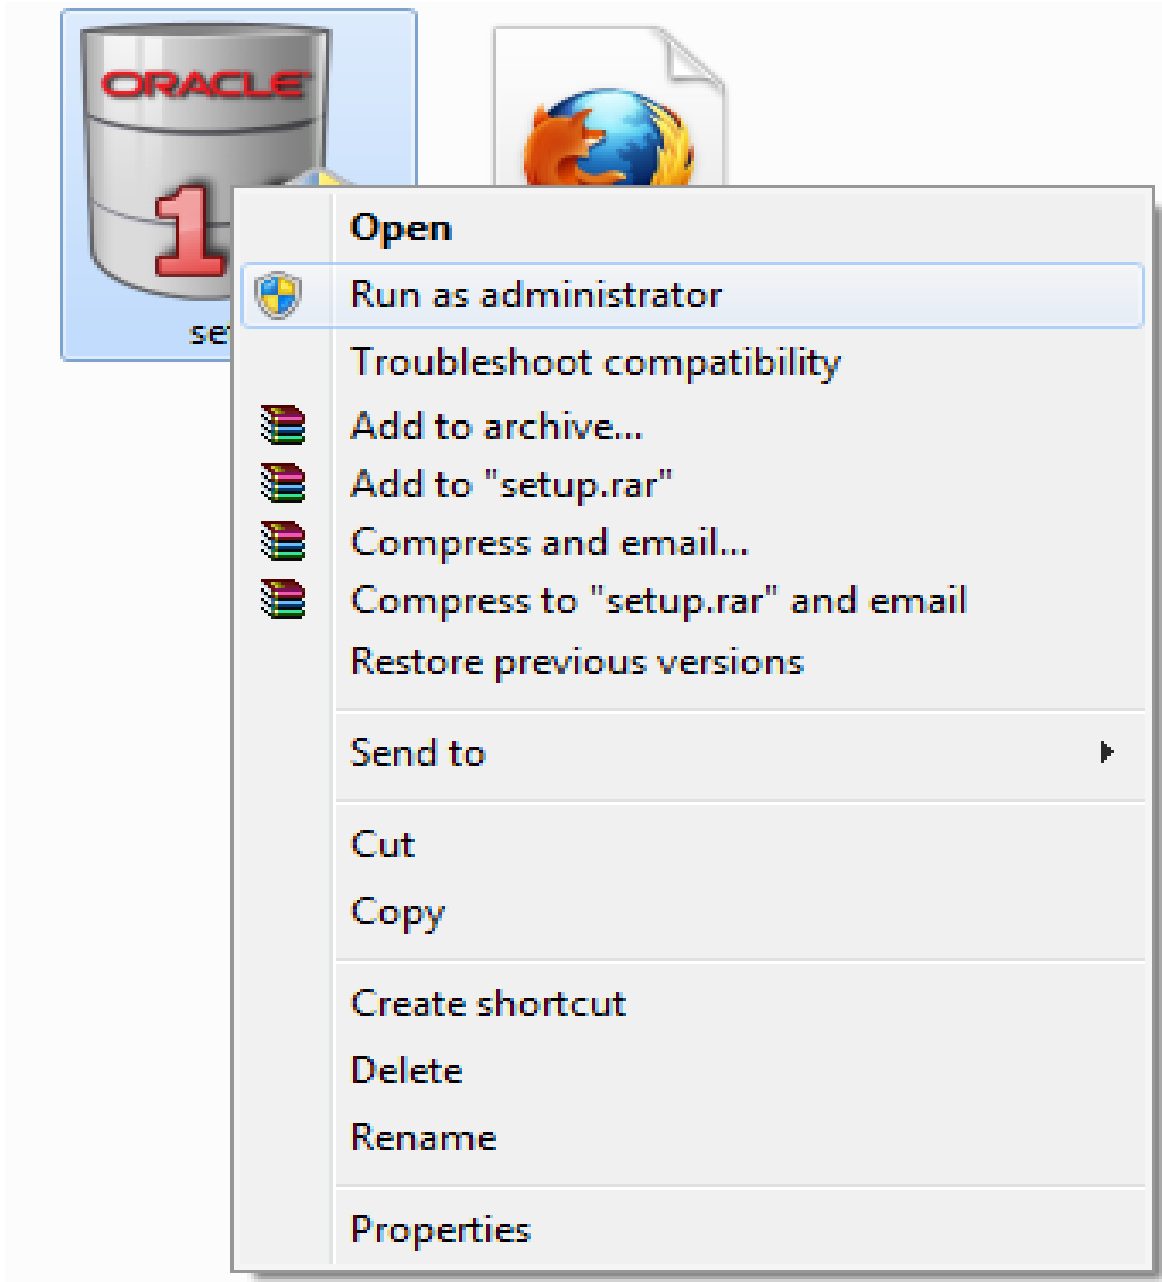 ORACLE
1
se
Open
Run as administrator
Troubleshoot compatibility
Add to archive...
Add to "setup.rar"
Compress and email...
Compress to "setup.rar" and email
Restore previous versions
Send to
Cut
Copy
Create shortcut
Delete
Rename
Properties